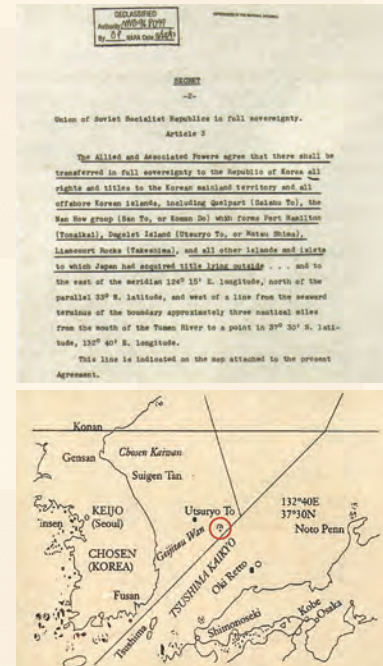 DECLASSIFIED
Authority
By NARA Date
SECRET
-2-
Union of Soviet Socialist Republics in full sovereignty.
Article 3
The Allied and Associated Powers agree that there shall be
transferred in full sovereignty to the Republic of Korea all
rights and titles to the Korean mainland territory and all
offshore Korean islands, including Quelpart (Saishu To), the
Nan How group (San To, or Komun Do) which forms Port Hamilton
(Tonaikai), Dagelet Island (Utsuryo To, or Matsu Shima),
Liancourt Rocks (Takeshima), and all other islands and islets
to which Japan had acquired title lying outside . . . and to
the east of the meridian 124° 15' E. longitude, north of the
parallel 33° N. latitude, and west of a line from the seaward
terminus of the boundary approximately three nautical miles
from the mouth of the Tumen River to a point in 37° 30' N. lati-
tude, 132° 40' E. longitude.
This line is indicated on the map attached to the present
Agreement.
Konan
Gensan
Chosen Kaiwan
Suigen Tan
KEIJO
(Seoul)
insen
Utsuryo To
132°40E
37°30N
Noto Penn
CHOSEN
(KOREA)
TSUSHIMA KAIKYO
Oki Retto
Fusan
Tsushima
Shimonoseki
Kobe
Osaka